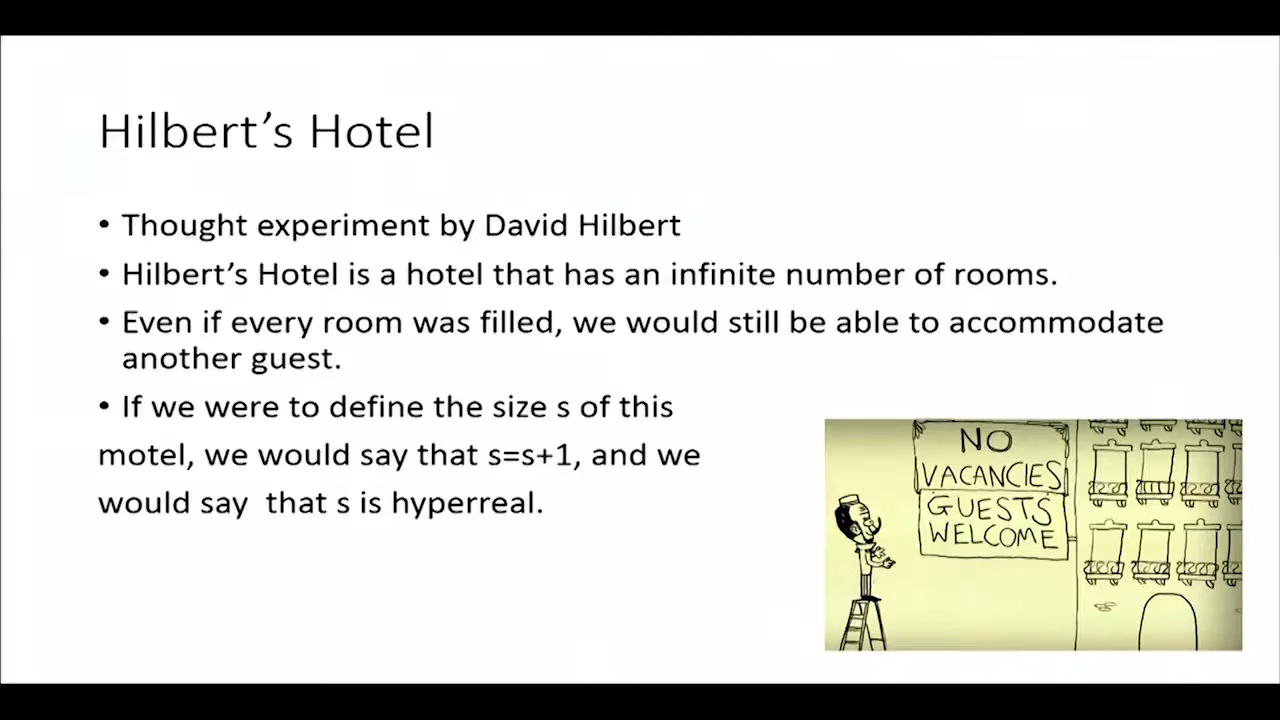 Hilbert’s Hotel
• Thought experiment by David Hilbert
• Hilbert’s Hotel is a hotel that has an infinite number of rooms.
• Even if every room was filled, we would still be able to accommodate
another guest.
• If we were to define the size s of this
motel, we would say that s=s+1, and we
would say  that s is hyperreal.
NO
VACANCIES
GUESTS
WELCOME